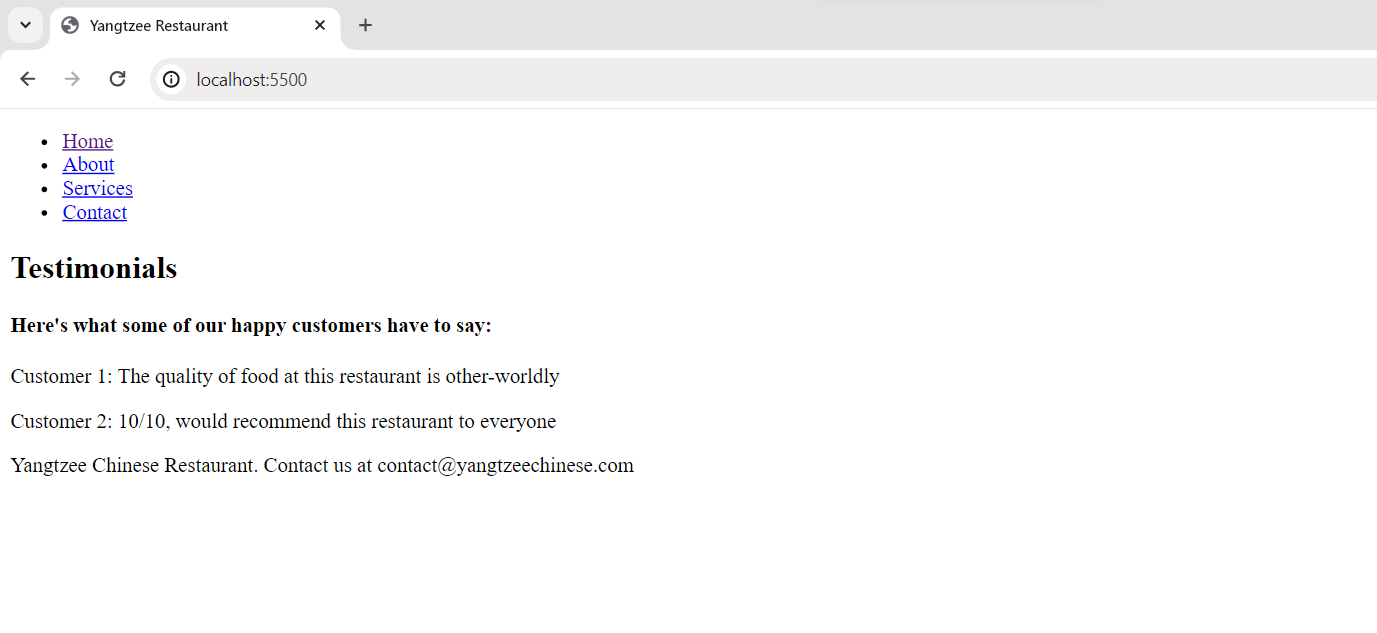 Yangtzee Restaurant
localhost:5500
Home
About
Services
Contact
Testimonials
Here's what some of our happy customers have to say:
Customer 1: The quality of food at this restaurant is other-worldly
Customer 2: 10/10, would recommend this restaurant to everyone
Yangtzee Chinese Restaurant. Contact us at contact@yangtzeechinese.com